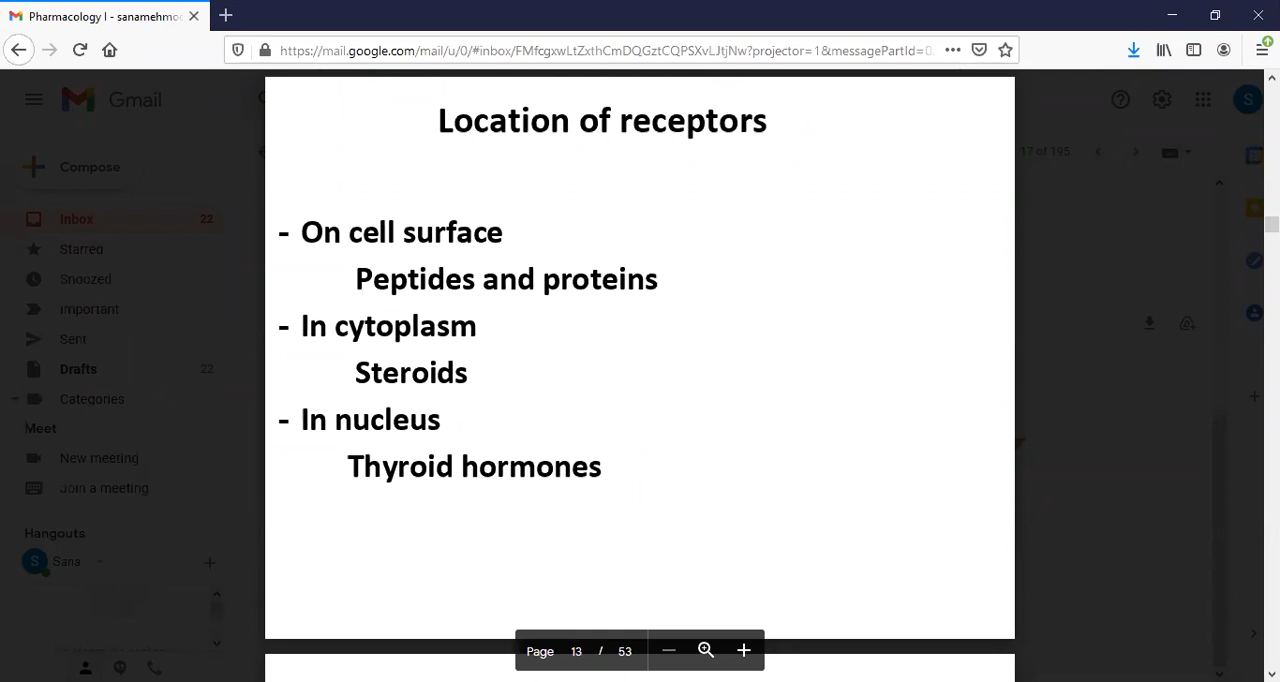 Pharmacology I - sanamehmoo
https://mail.google.com/mail/u/0/#inbox/FMfcgxwLtZxthCmDQGztCQPSXvLJtjNw?projector=1&messagePartId=0.
Gmail
Compose
17 of 195
Inbox 22
Starred
Snoozed
Important
Sent
Drafts 22
Categories
Meet
New meeting
Join a meeting
Hangouts
S Sana
S
Location of receptors
- On cell surface
Peptides and proteins
- In cytoplasm
Steroids
- In nucleus
Thyroid hormones
Page 13 / 53